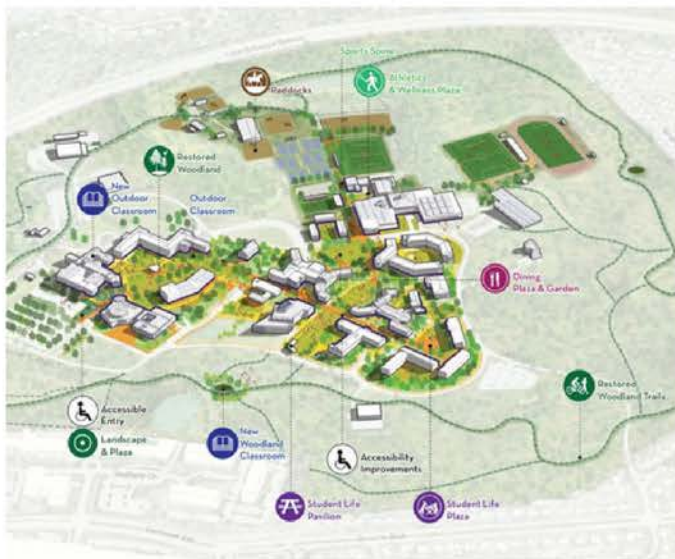 Sports Spine
Athletics
& Wellness Plaza
Paddocks
Restored
Woodland
New
Outdoor
Classroom
Outdoor
Classroom
Dining
Plaza & Garden
Restored
Woodland Trails
Accessible
Entry
Landscape
& Plaza
New
Woodland
Classroom
Accessibility
Improvements
Student Life
Pavilion
Student Life
Plaza